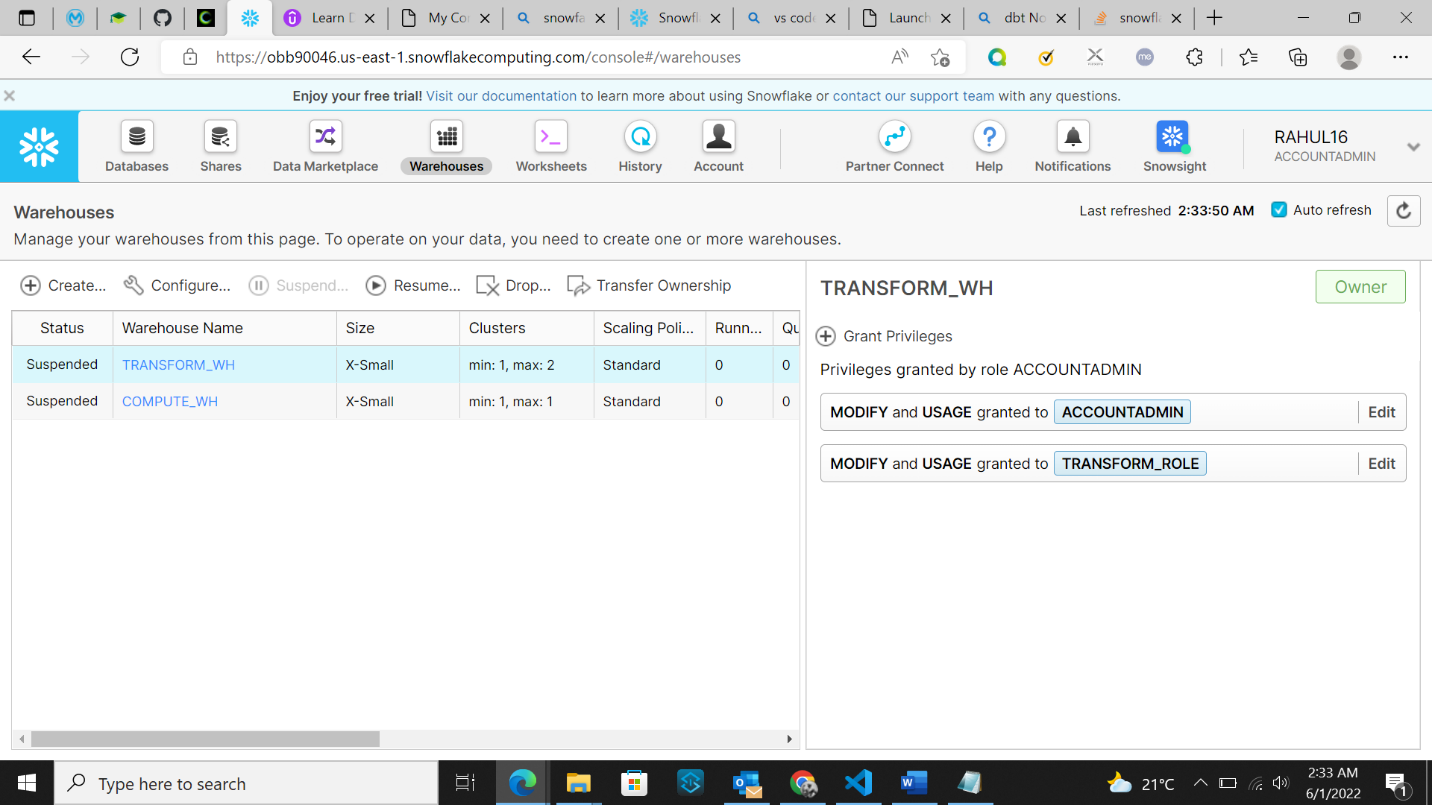 Learn D
My Cor
snowfa
Snowfl
vs code
Launch
dbt No
snowfl
https://obb90046.us-east-1.snowflakecomputing.com/console#/warehouses
Enjoy your free trial! Visit our documentation to learn more about using Snowflake or contact our support team with any questions.
Databases
Shares
Data Marketplace
Warehouses
Worksheets
History
Account
Partner Connect
Help
Notifications
Snowsight
RAHUL16
ACCOUNTADMIN
Warehouses
Last refreshed 2:33:50 AM
Auto refresh
Manage your warehouses from this page. To operate on your data, you need to create one or more warehouses.
Create...
Configure...
Suspend...
Resume...
Drop...
Transfer Ownership
Status Warehouse Name Size Clusters Scaling Poli... Runn... Qu
Suspended TRANSFORM_WH X-Small min: 1, max: 2 Standard 0 0
Suspended COMPUTE_WH X-Small min: 1, max: 1 Standard 0 0
TRANSFORM_WH
Owner
Grant Privileges
Privileges granted by role ACCOUNTADMIN
MODIFY and USAGE granted to ACCOUNTADMIN Edit
MODIFY and USAGE granted to TRANSFORM_ROLE Edit
Type here to search
21°C
2:33 AM
6/1/2022
1